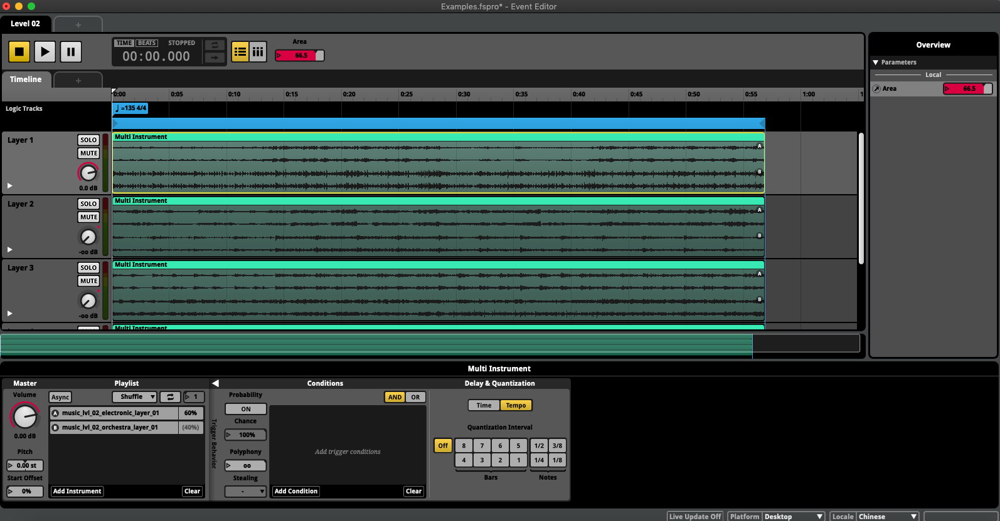 Examples.fspro* - Event Editor
Level 02
+
TIME BEATS STOPPED
00:00.000
Area
66.5
Overview
Parameters
Local
Area 66.5
Timeline
+
0:00 0:05 0:10 0:15 0:20 0:25 0:30 0:35 0:40 0:45 0:50 0:55 1:00 1
Logic Tracks
♩=135 4/4
Layer 1
SOLO
MUTE
0.0 dB
Multi Instrument
A
B
Layer 2
SOLO
MUTE
-oo dB
Multi Instrument
A
B
Layer 3
SOLO
MUTE
-oo dB
Multi Instrument
A
B
Multi Instrument
Multi Instrument
Master
Volume
0.00 dB
Pitch
0.00 st
Start Offset
0%
Playlist
Async Shuffle 1
A music_lvl_02_electronic_layer_01 60%
B music_lvl_02_orchestra_layer_01 (40%)
Add Instrument Clear
Trigger Behavior
Conditions
Probability
ON
Chance
100%
Polyphony
oo
Stealing
-
AND OR
Add trigger conditions
Add Condition Clear
Delay & Quantization
Time Tempo
Quantization Interval
Off 8 7 6 5 1/2 3/8
4 3 2 1 1/4 1/8
Bars Notes
Live Update Off Platform Desktop Locale Chinese